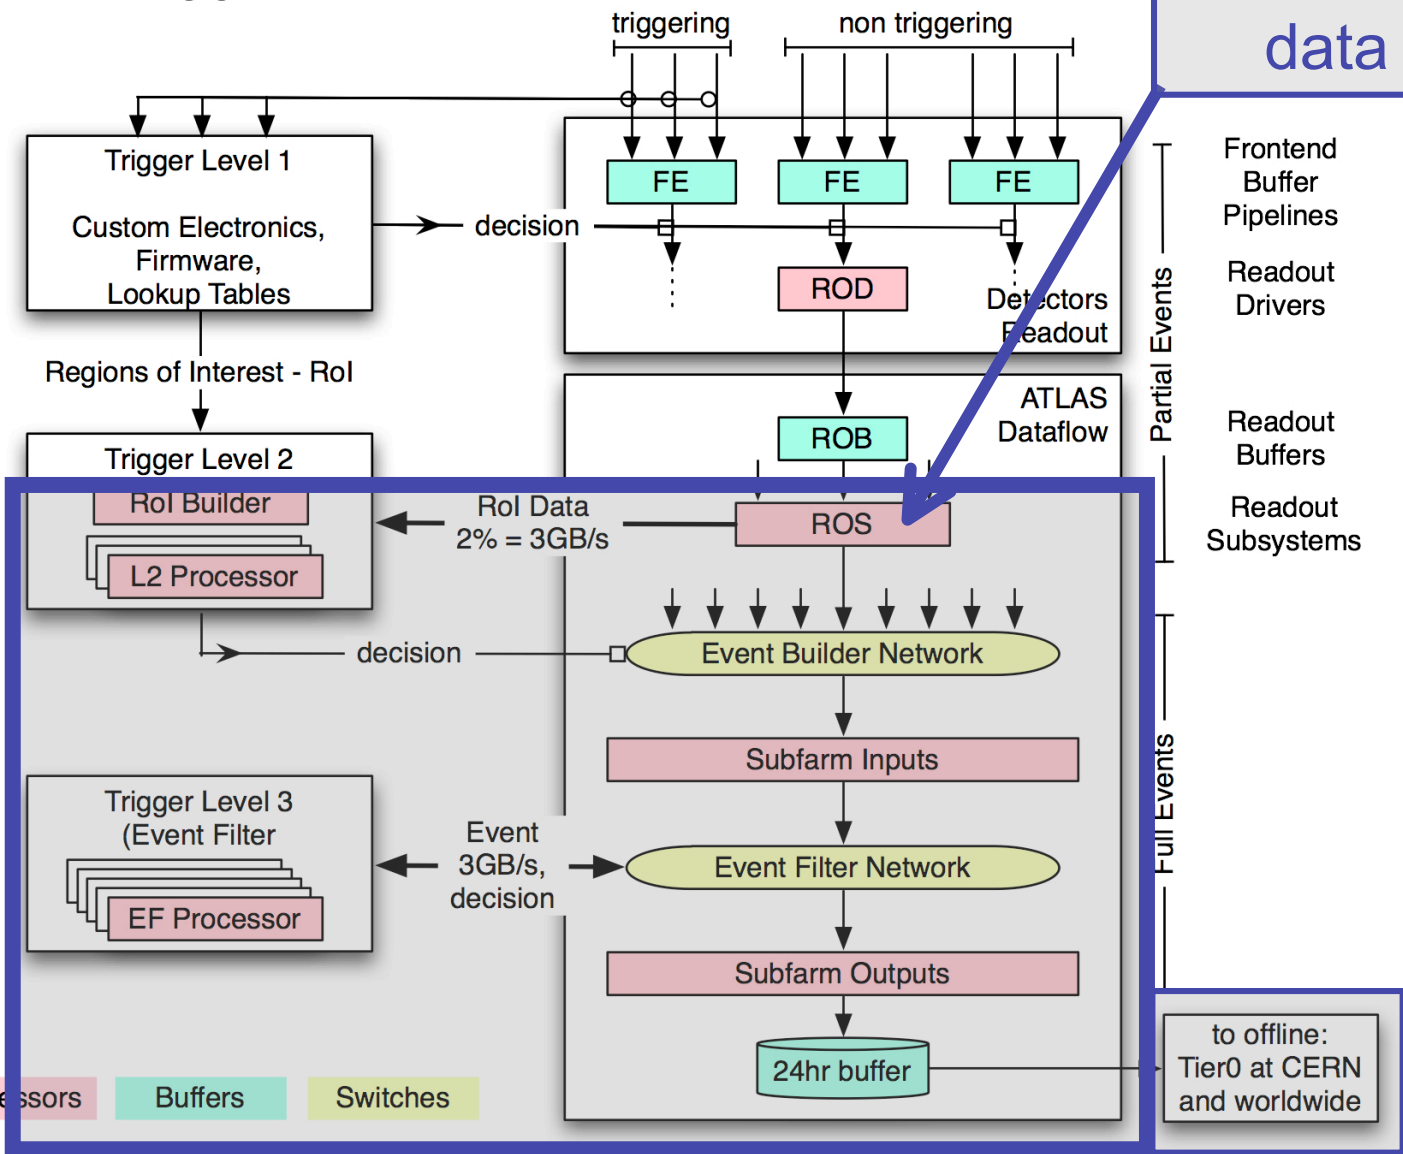 triggering
non triggering
data
Trigger Level 1
Custom Electronics,
Firmware,
Lookup Tables
decision
FE
FE
FE
ROD
Detectors
Readout
Frontend
Buffer
Pipelines
Readout
Drivers
Partial Events
Regions of Interest - RoI
ATLAS
Dataflow
ROB
Readout
Buffers
Trigger Level 2
RoI Builder
L2 Processor
RoI Data
2% = 3GB/s
ROS
Readout
Subsystems
decision
Event Builder Network
Subfarm Inputs
Full Events
Trigger Level 3
(Event Filter
EF Processor
Event
3GB/s,
decision
Event Filter Network
Subfarm Outputs
24hr buffer
to offline:
Tier0 at CERN
and worldwide
essors
Buffers
Switches